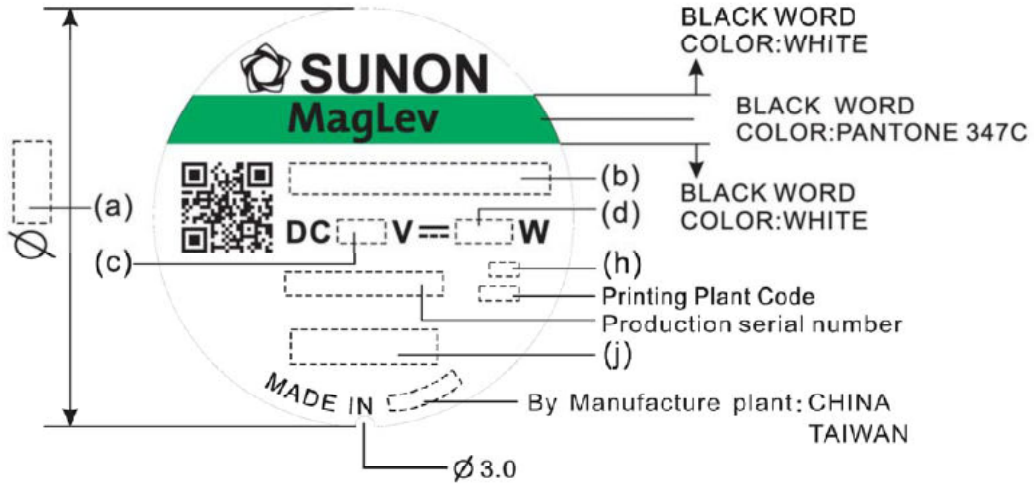 BLACK WORD
COLOR:WHITE
SUNON
MagLev
BLACK WORD
COLOR:PANTONE 347C
(a)
(b)
BLACK WORD
COLOR:WHITE
(d)
DC V W
(c)
(h)
Printing Plant Code
Production serial number
(j)
MADE IN
By Manufacture plant: CHINA
TAIWAN
Ø
Ø 3.0